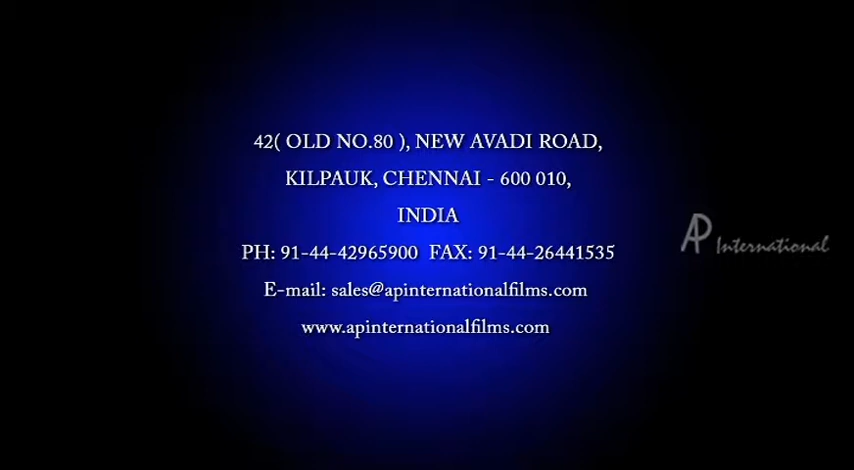 42( OLD NO.80 ), NEW AVADI ROAD,
KILPAUK, CHENNAI - 600 010,
INDIA
PH: 91-44-42965900 FAX: 91-44-26441535
E-mail: sales@apinternationalfilms.com
www.apinternationalfilms.com
AP International